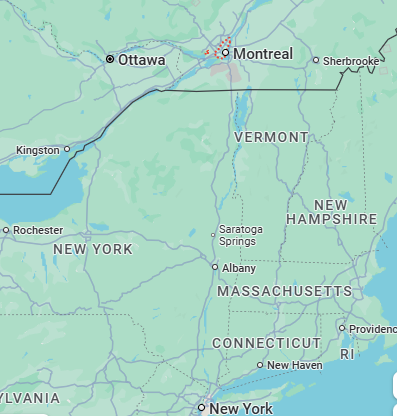 Ottawa
Montreal
Sherbrooke
Kingston
VERMONT
NEW
HAMPSHIRE
Rochester
Saratoga
Springs
NEW YORK
Albany
MASSACHUSETTS
Providenc
CONNECTICUT
RI
New Haven
YLVANIA
New York